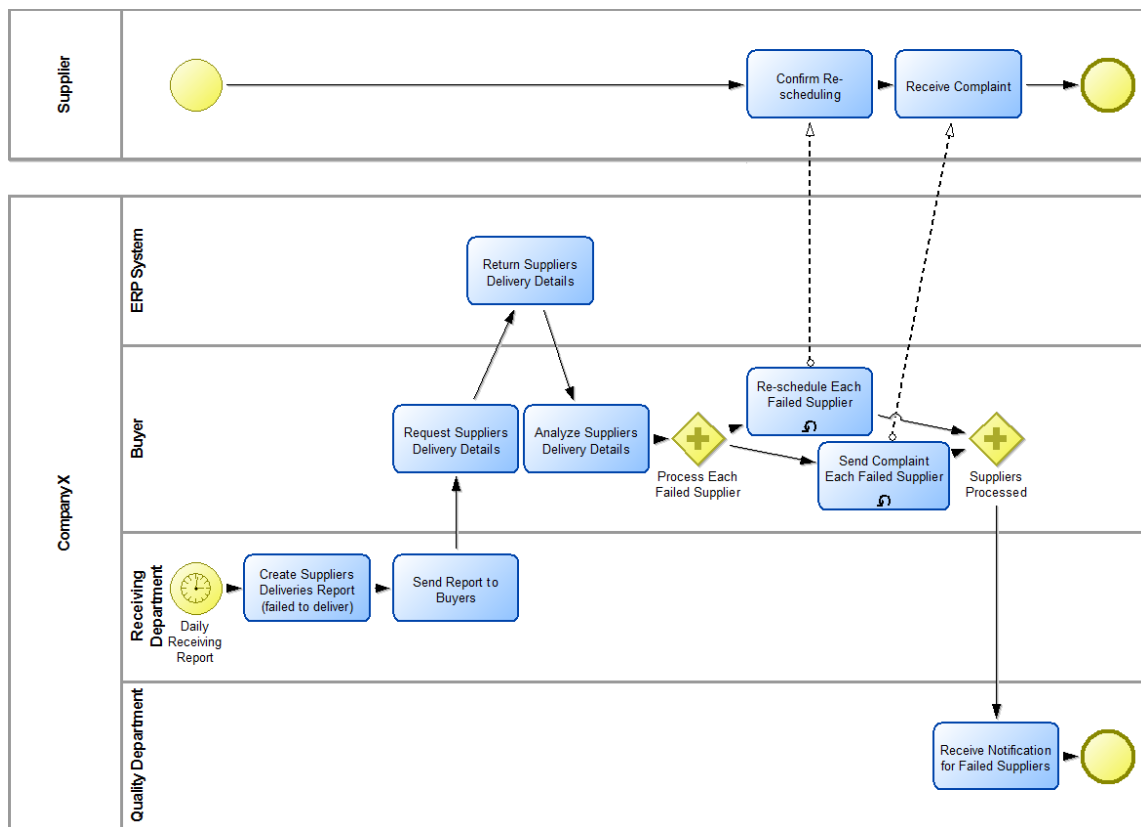 Supplier
Confirm Re-
scheduling
Receive Complaint
Company X
ERP System
Return Suppliers
Delivery Details
Buyer
Request Suppliers
Delivery Details
Analyze Suppliers
Delivery Details
Process Each
Failed Supplier
Re-schedule Each
Failed Supplier
Send Complaint
Each Failed Supplier
Suppliers
Processed
Receiving
Department
Daily
Receiving
Report
Create Suppliers
Deliveries Report
(failed to deliver)
Send Report to
Buyers
Quality Department
Receive Notification
for Failed Suppliers